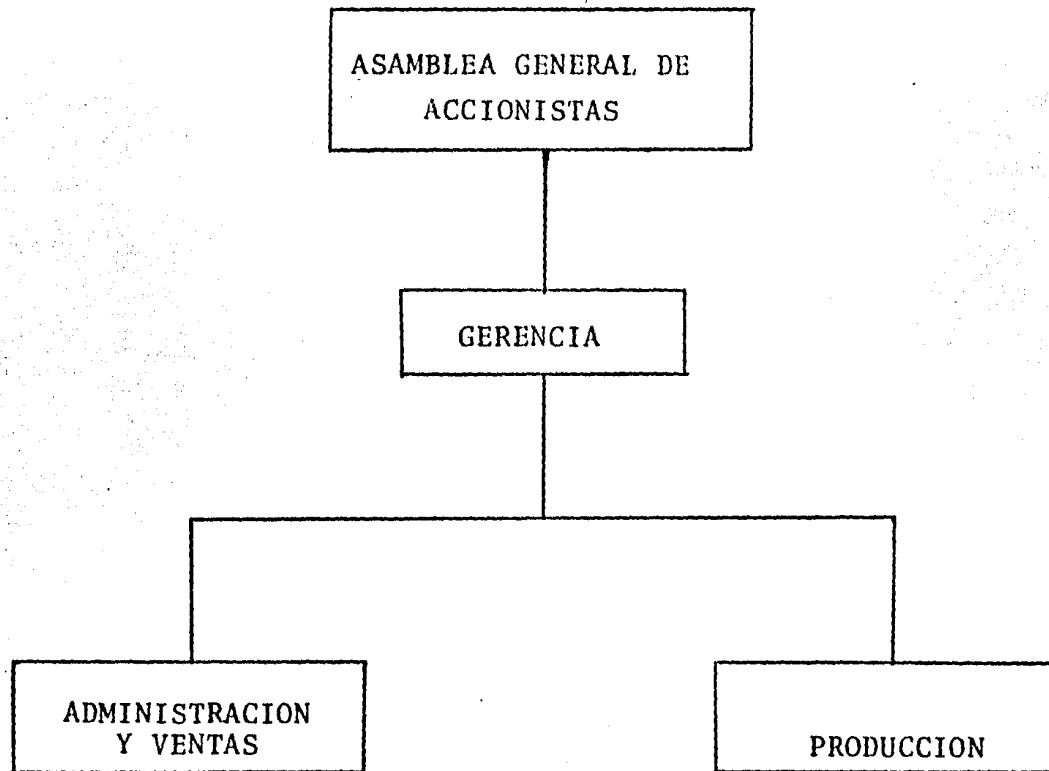 ASAMBLEA GENERAL DE
ACCIONISTAS
GERENCIA
ADMINISTRACION
Y VENTAS
PRODUCCION